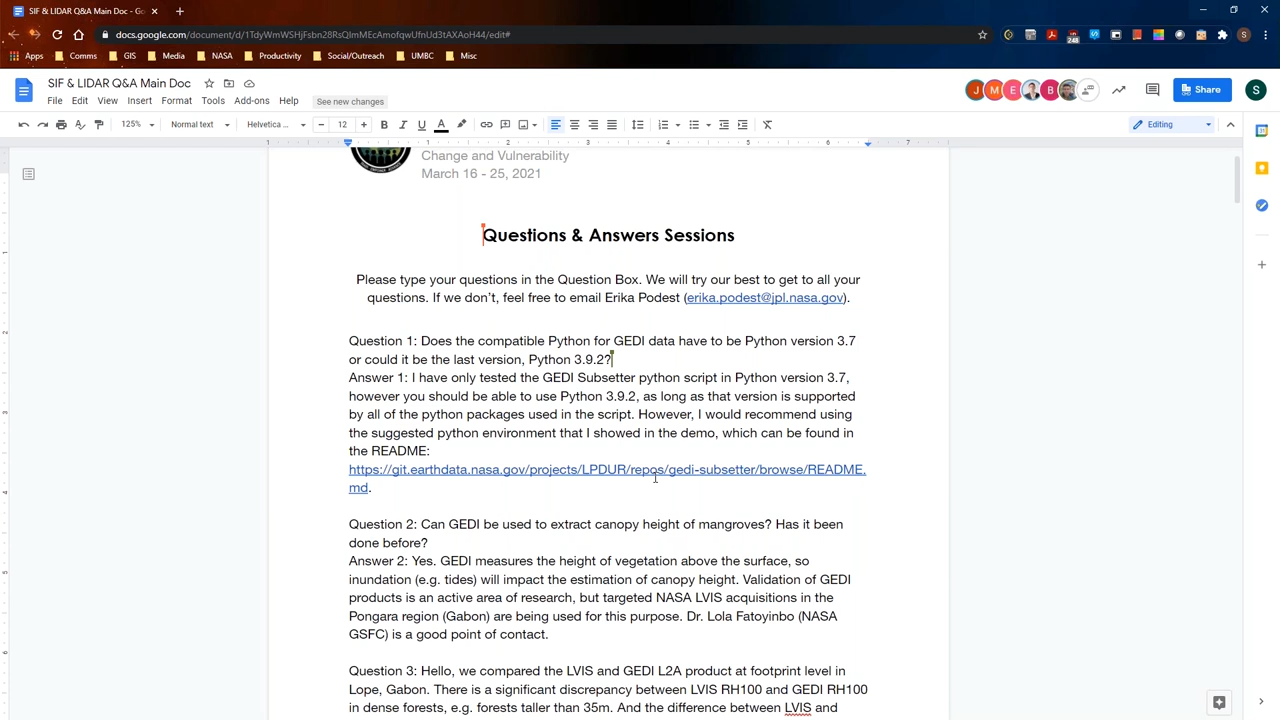 SIF & LIDAR Q&A Main Doc - Go
docs.google.com/document/d/1TdyWmWSHjFsbn28RsQImMEcAmofqwUfnUd3tAXAoH44/edit#
Apps Comms GIS Media NASA Productivity Social/Outreach UMBC Misc
248
S
SIF & LIDAR Q&A Main Doc
File Edit View Insert Format Tools Add-ons Help See new changes
J M E B Share S
125% Normal text Helvetica ... 12 B I U A Editing
1 1 2 3 4 5 6 7
Change and Vulnerability
March 16 - 25, 2021
Questions & Answers Sessions
Please type your questions in the Question Box. We will try our best to get to all your
questions. If we don't, feel free to email Erika Podest (erika.podest@jpl.nasa.gov).
Question 1: Does the compatible Python for GEDI data have to be Python version 3.7
or could it be the last version, Python 3.9.2?
Answer 1: I have only tested the GEDI Subsetter python script in Python version 3.7,
however you should be able to use Python 3.9.2, as long as that version is supported
by all of the python packages used in the script. However, I would recommend using
the suggested python environment that I showed in the demo, which can be found in
the README:
https://git.earthdata.nasa.gov/projects/LPDUR/repos/gedi-subsetter/browse/README.
md.
Question 2: Can GEDI be used to extract canopy height of mangroves? Has it been
done before?
Answer 2: Yes. GEDI measures the height of vegetation above the surface, so
inundation (e.g. tides) will impact the estimation of canopy height. Validation of GEDI
products is an active area of research, but targeted NASA LVIS acquisitions in the
Pongara region (Gabon) are being used for this purpose. Dr. Lola Fatoyinbo (NASA
GSFC) is a good point of contact.
Question 3: Hello, we compared the LVIS and GEDI L2A product at footprint level in
Lope, Gabon. There is a significant discrepancy between LVIS RH100 and GEDI RH100
in dense forests, e.g. forests taller than 35m. And the difference between LVIS and